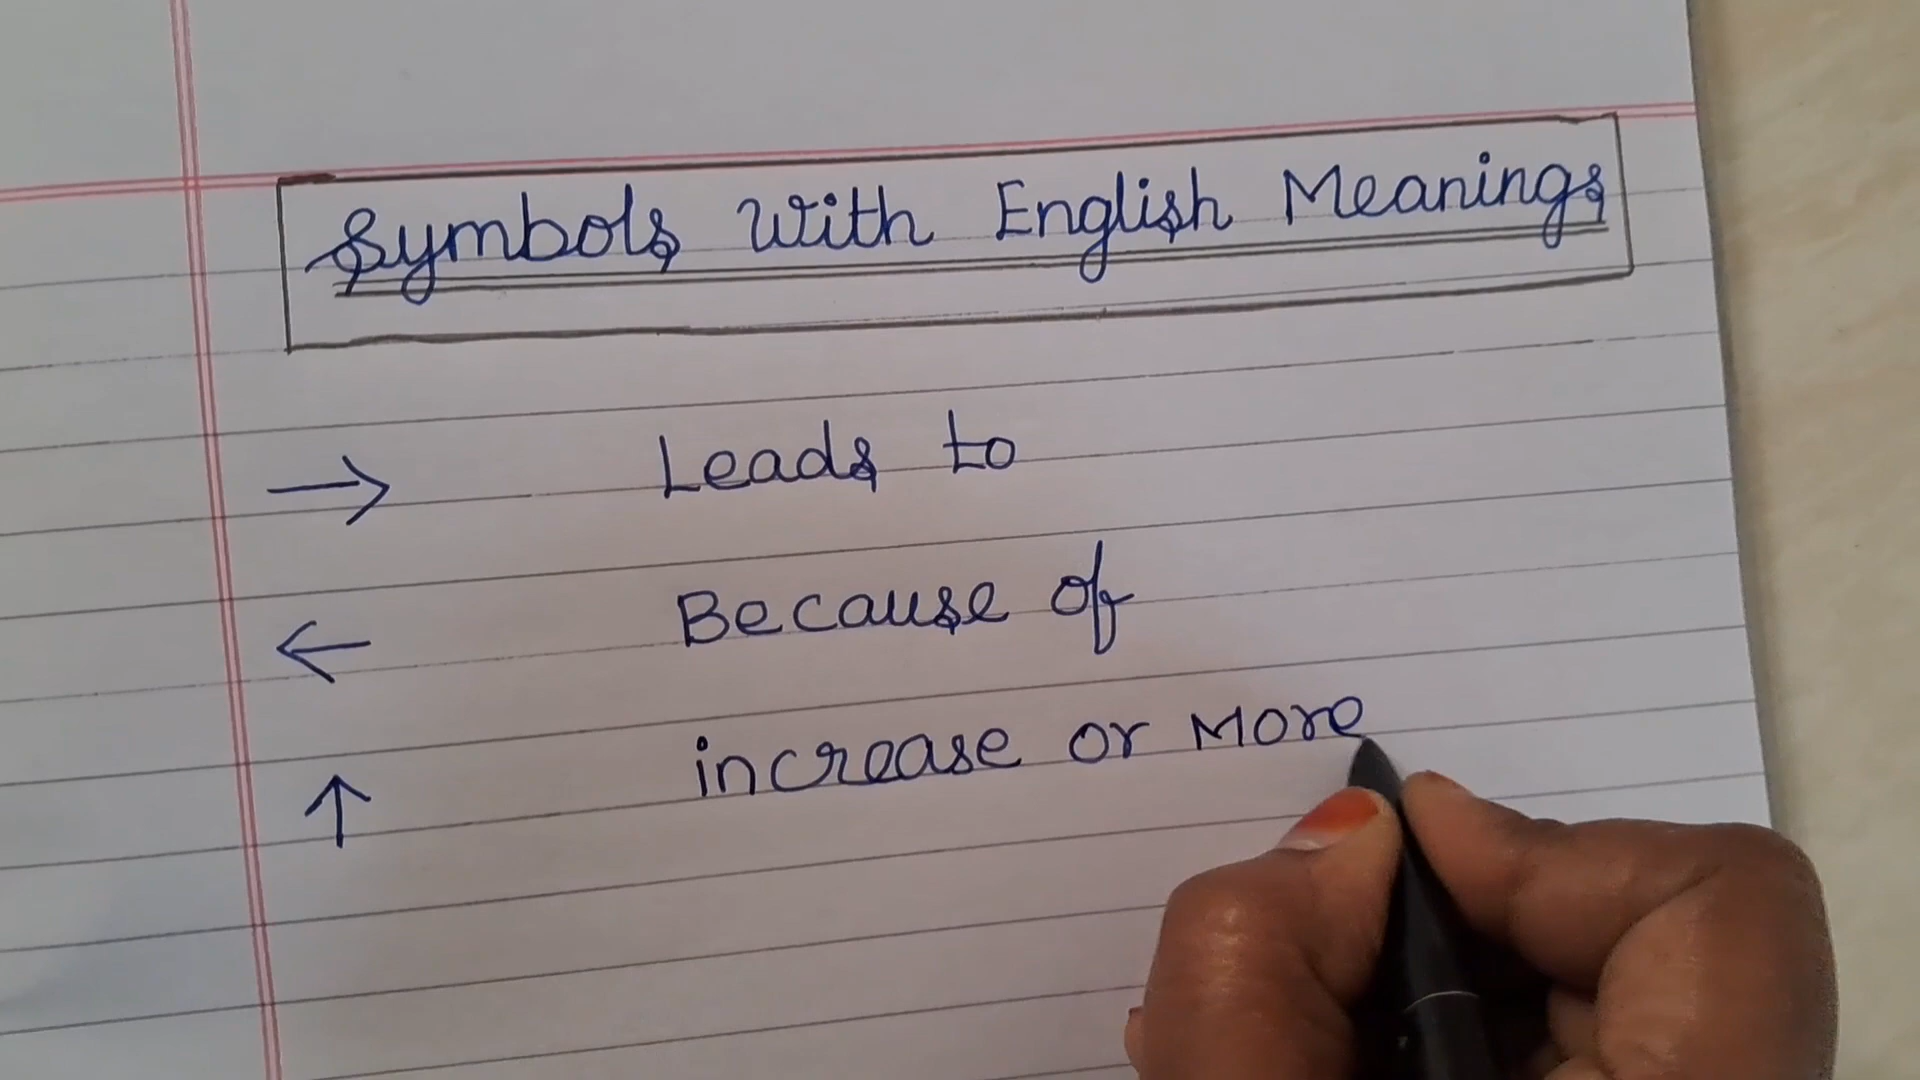 Symbols With English Meanings
→ Leads to
← Because of
↑ increase or More